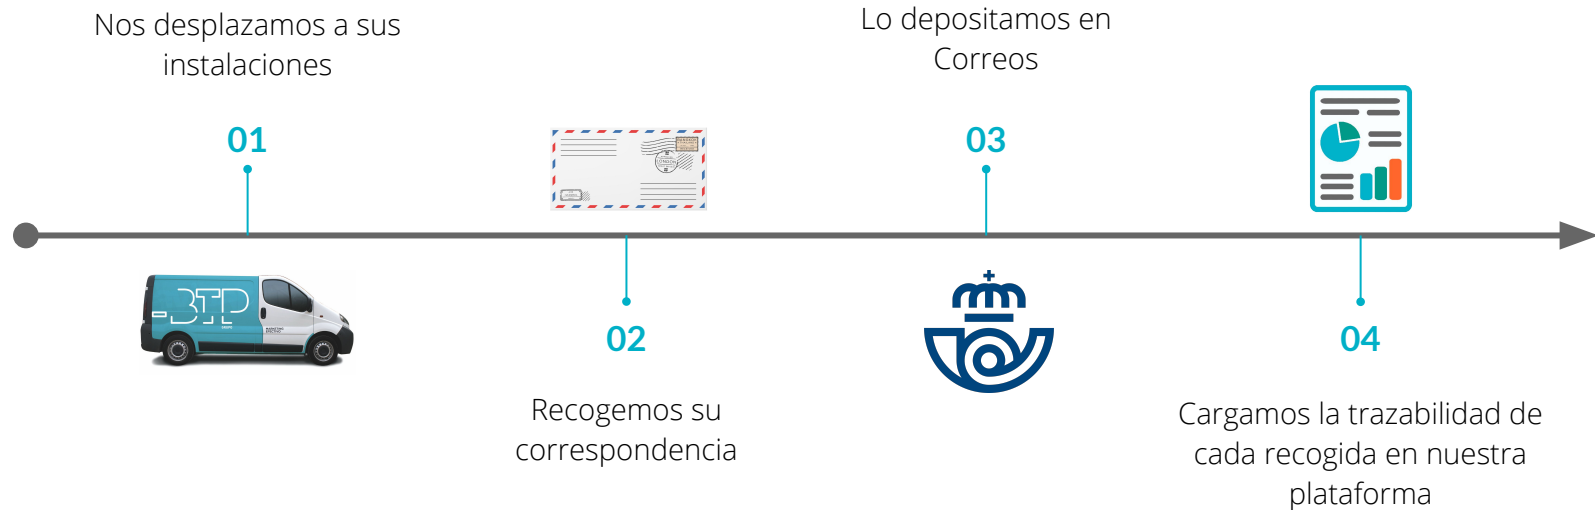 Nos desplazamos a sus
instalaciones
01
BTP
02
Recogemos su
correspondencia
Lo depositamos en
Correos
03
04
Cargamos la trazabilidad de
cada recogida en nuestra
plataforma